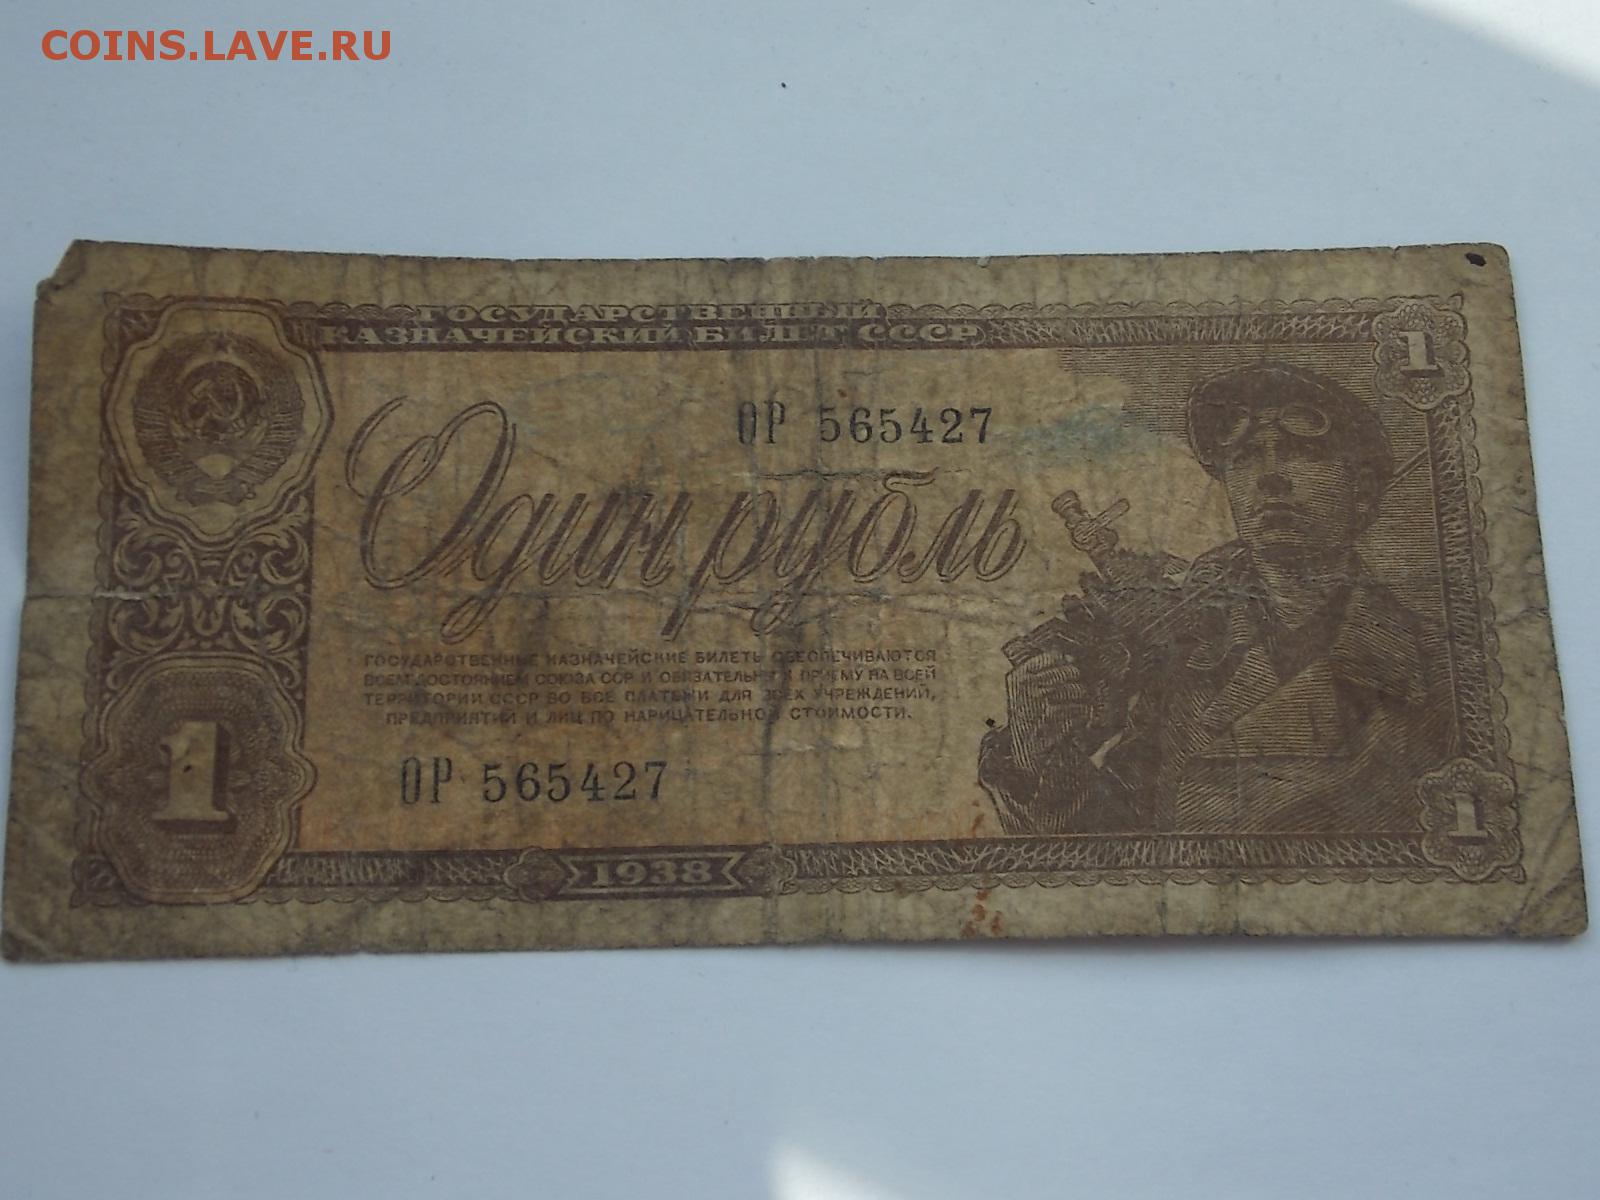 COINS.LAVE.RU
ГОСУДАРСТВЕННЫЙ
КАЗНАЧЕЙСКИЙ БИЛЕТ СССР
1
ОР 565427
Один рубль
ГОСУДАРСТВЕННЫЕ КАЗНАЧЕЙСКИЕ БИЛЕТЫ ОБЕСПЕЧИВАЮТСЯ
ВСЕМ ДОСТОЯНИЕМ СОЮЗА ССР И ОБЯЗАТЕЛЬНЫ К ПРИЕМУ НА ВСЕЙ
ТЕРРИТОРИИ СССР ВО ВСЕ ПЛАТЕЖИ ДЛЯ ВСЕХ УЧРЕЖДЕНИЙ,
ПРЕДПРИЯТИЙ И ЛИЦ ПО НАРИЦАТЕЛЬНОЙ СТОИМОСТИ.
1
ОР 565427
1
1938